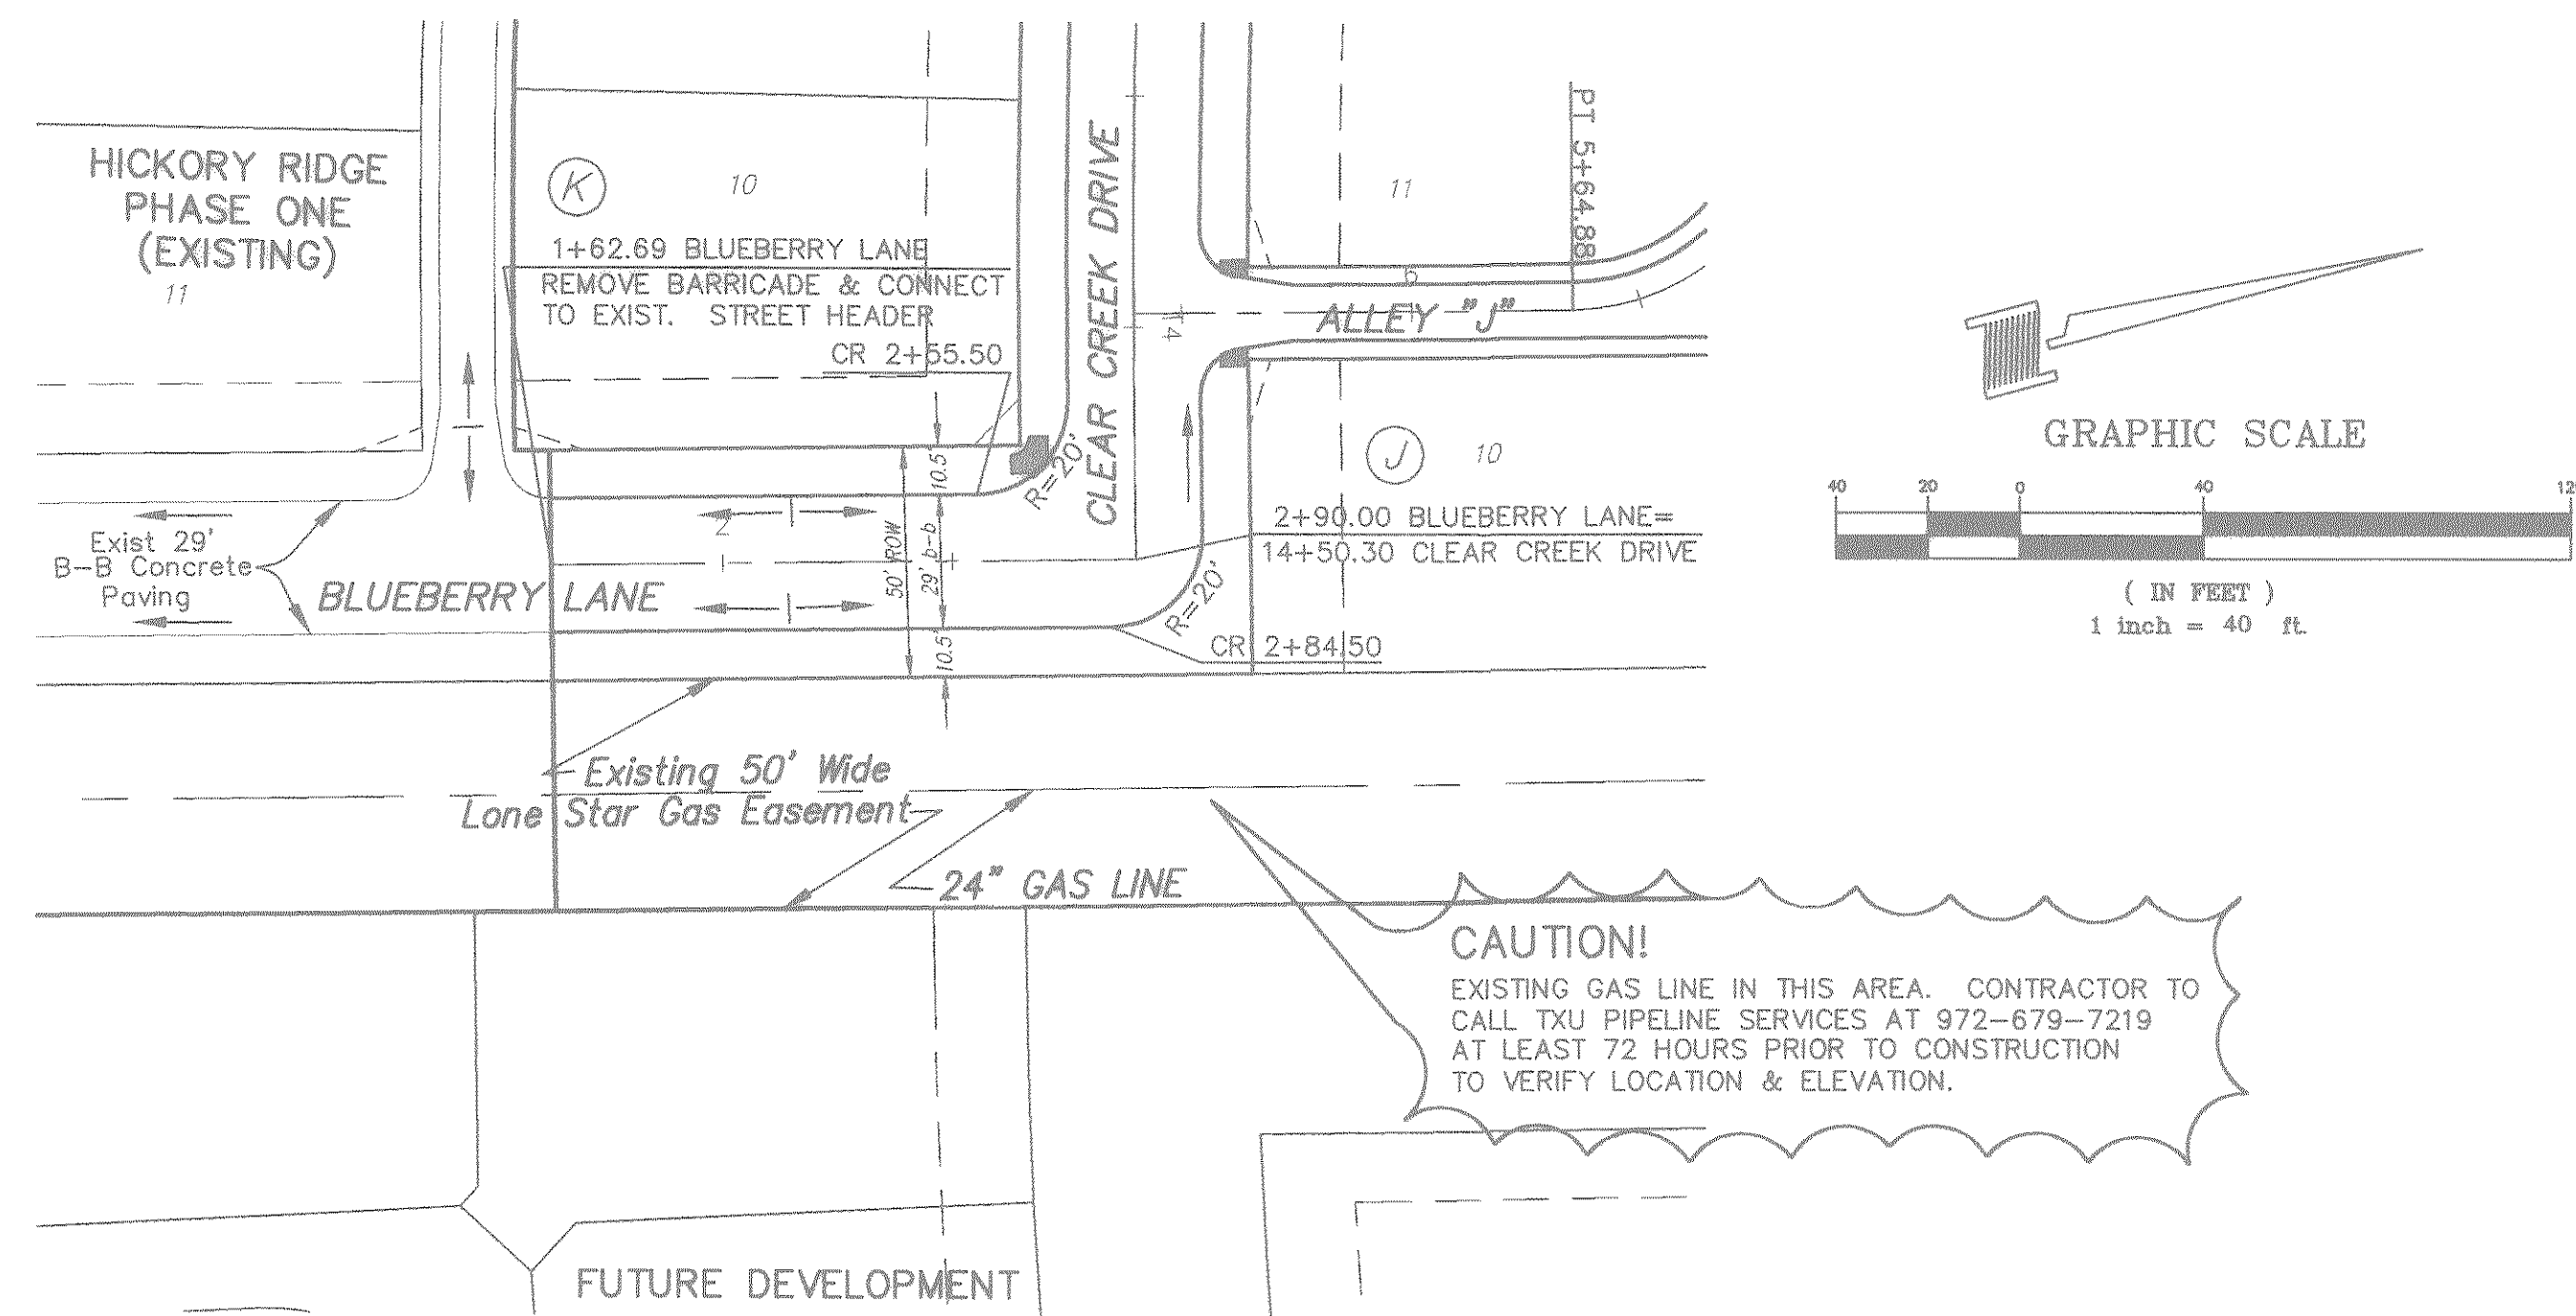 HICKORY RIDGE
PHASE ONE
(EXISTING)
11
K
10
1+62.69 BLUEBERRY LANE
REMOVE BARRICADE & CONNECT
TO EXIST. STREET HEADER
CR 2+55.50
CLEAR CREEK DRIVE
14
11
PT 5+64.88
6
ALLEY "J"
J
10
R=20'
2+90.00 BLUEBERRY LANE=
14+50.30 CLEAR CREEK DRIVE
R=20'
CR 2+84.50
10.5'
50' ROW
29' b-b
10.5'
2
Exist 29'
B-B Concrete
Paving
BLUEBERRY LANE
Existing 50' Wide
Lone Star Gas Easement
24" GAS LINE
GRAPHIC SCALE
40 20 0 40 12
( IN FEET )
1 inch = 40 ft.
CAUTION!
EXISTING GAS LINE IN THIS AREA. CONTRACTOR TO
CALL TXU PIPELINE SERVICES AT 972-679-7219
AT LEAST 72 HOURS PRIOR TO CONSTRUCTION
TO VERIFY LOCATION & ELEVATION.
FUTURE DEVELOPMENT